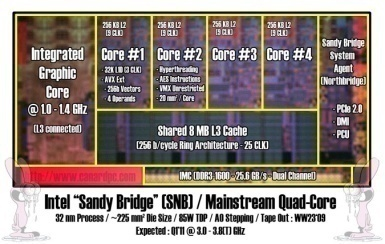 Integrated
Graphic
Core
@ 1.0 - 1.4 GHz
(L3 connected)
256 KB L2
(9 CLK)
Core #1
- 32K L1D (3 CLK)
- AVX Ext
- 256b Vectors
- 4 Operands
256 KB L2
(9 CLK)
Core #2
- Hyperthreading
- AES Instructions
- VMX Unrestricted
- 20 mm² / Core
256 KB L2
(9 CLK)
Core #3
256 KB L2
(9 CLK)
Core #4
Sandy Bridge
System
Agent
(Northbridge)
- PCIe 2.0
- DMI
- PCU
Shared 8 MB L3 Cache
(256 b/cycle Ring Architecture - 25 CLK)
IMC (DDR3-1600 - 25.6 GB/s - Dual Channel)
http://www.canardpc.com
Intel "Sandy Bridge" (SNB) / Mainstream Quad-Core
32 nm Process / ~225 mm² Die Size / 85W TDP / A0 Stepping / Tape Out : WW23'09
Expected : Q1'11 @ 3.0 - 3.8(T) GHz